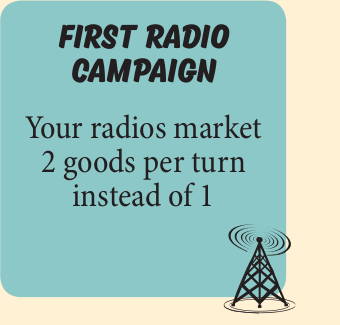 FIRST RADIO
CAMPAIGN
Your radios market
2 goods per turn
instead of 1